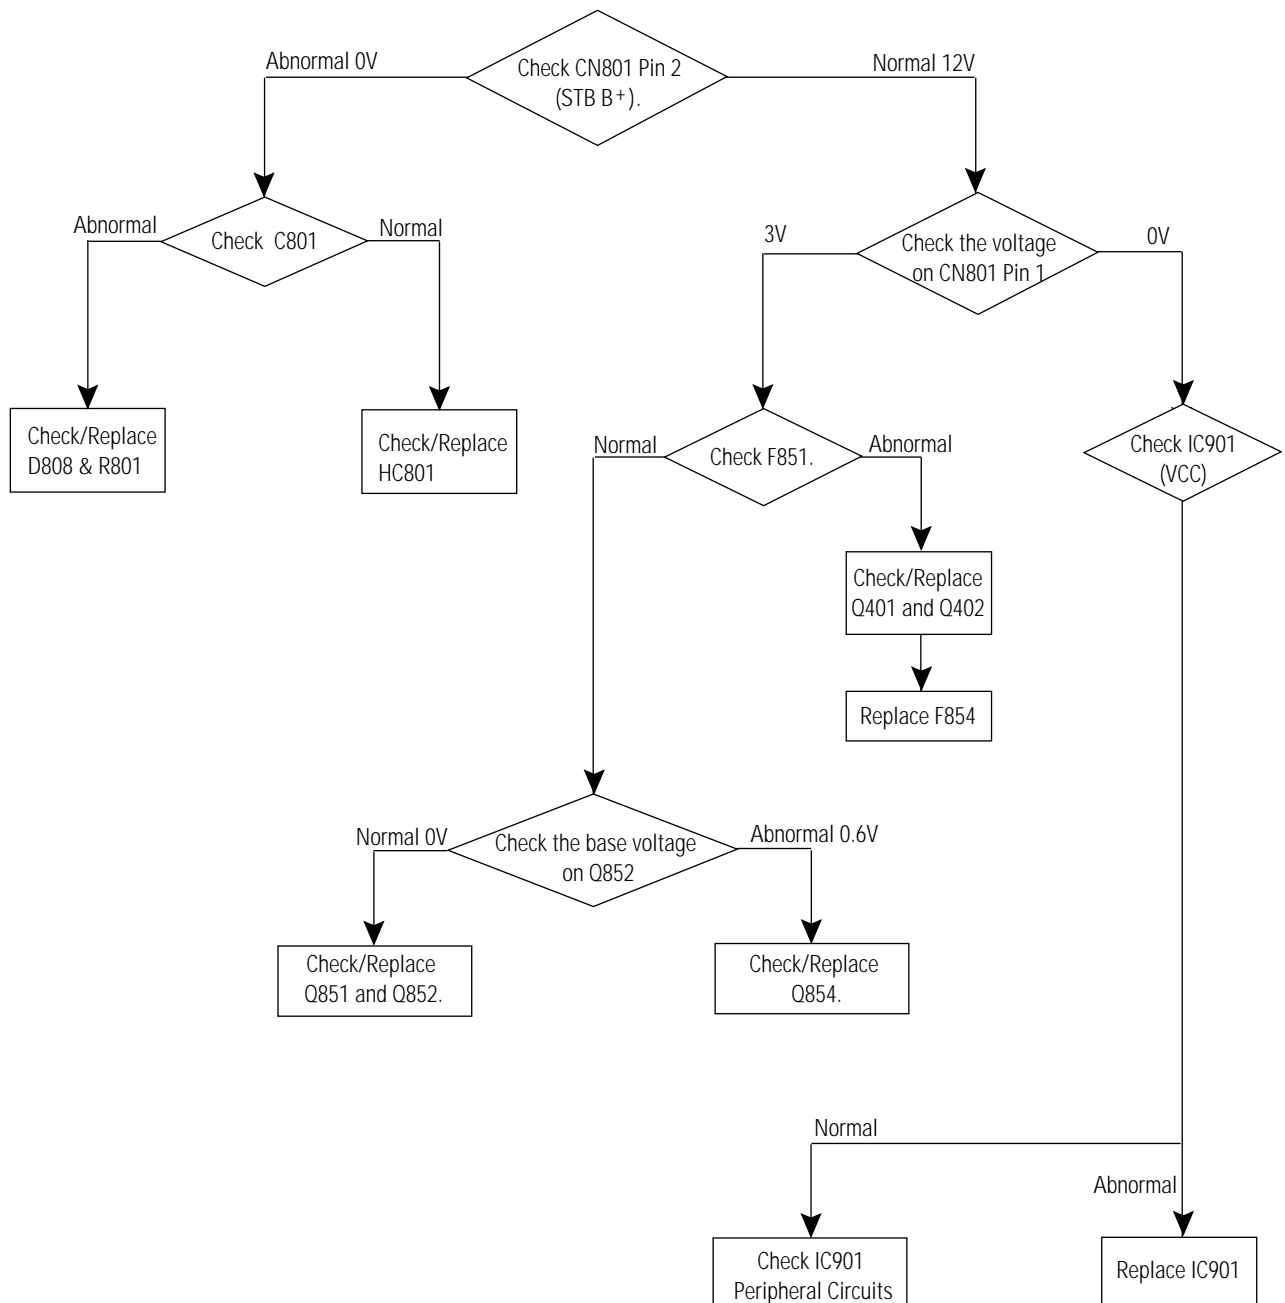 Abnormal 0V
Check CN801 Pin 2
(STB B+).
Normal 12V
Abnormal
Check C801
Normal
3V
Check the voltage
on CN801 Pin 1
0V
Check/Replace
D808 & R801
Check/Replace
HC801
Normal
Check F851.
Abnormal
Check IC901
(VCC)
Check/Replace
Q401 and Q402
Replace F854
Normal 0V
Check the base voltage
on Q852
Abnormal 0.6V
Check/Replace
Q851 and Q852.
Check/Replace
Q854.
Normal
Abnormal
Check IC901
Peripheral Circuits
Replace IC901